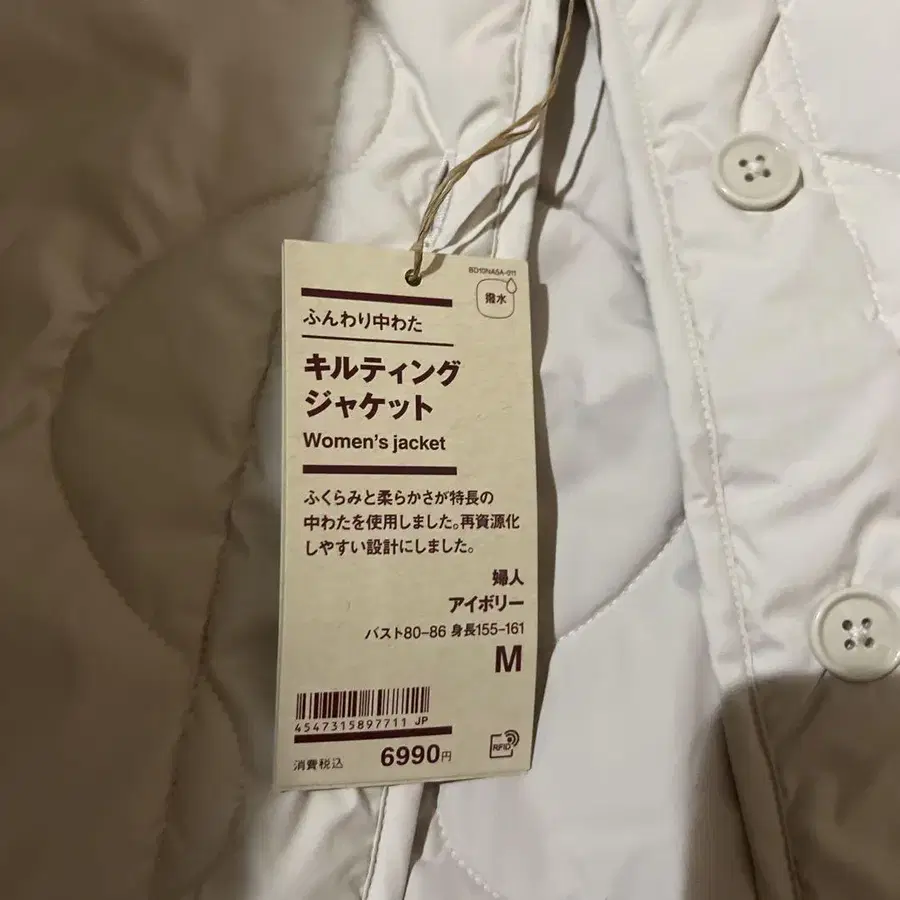 BD10NA5A-011
撥水
ふんわり中わた
キルティング
ジャケット
Women's jacket
ふくらみと柔らかさが特長の
中わたを使用しました。再資源化
しやすい設計にしました。
婦人
アイボリー
バスト80-86 身長155-161
M
4547315897711 JP
消費税込 6990円
RFID